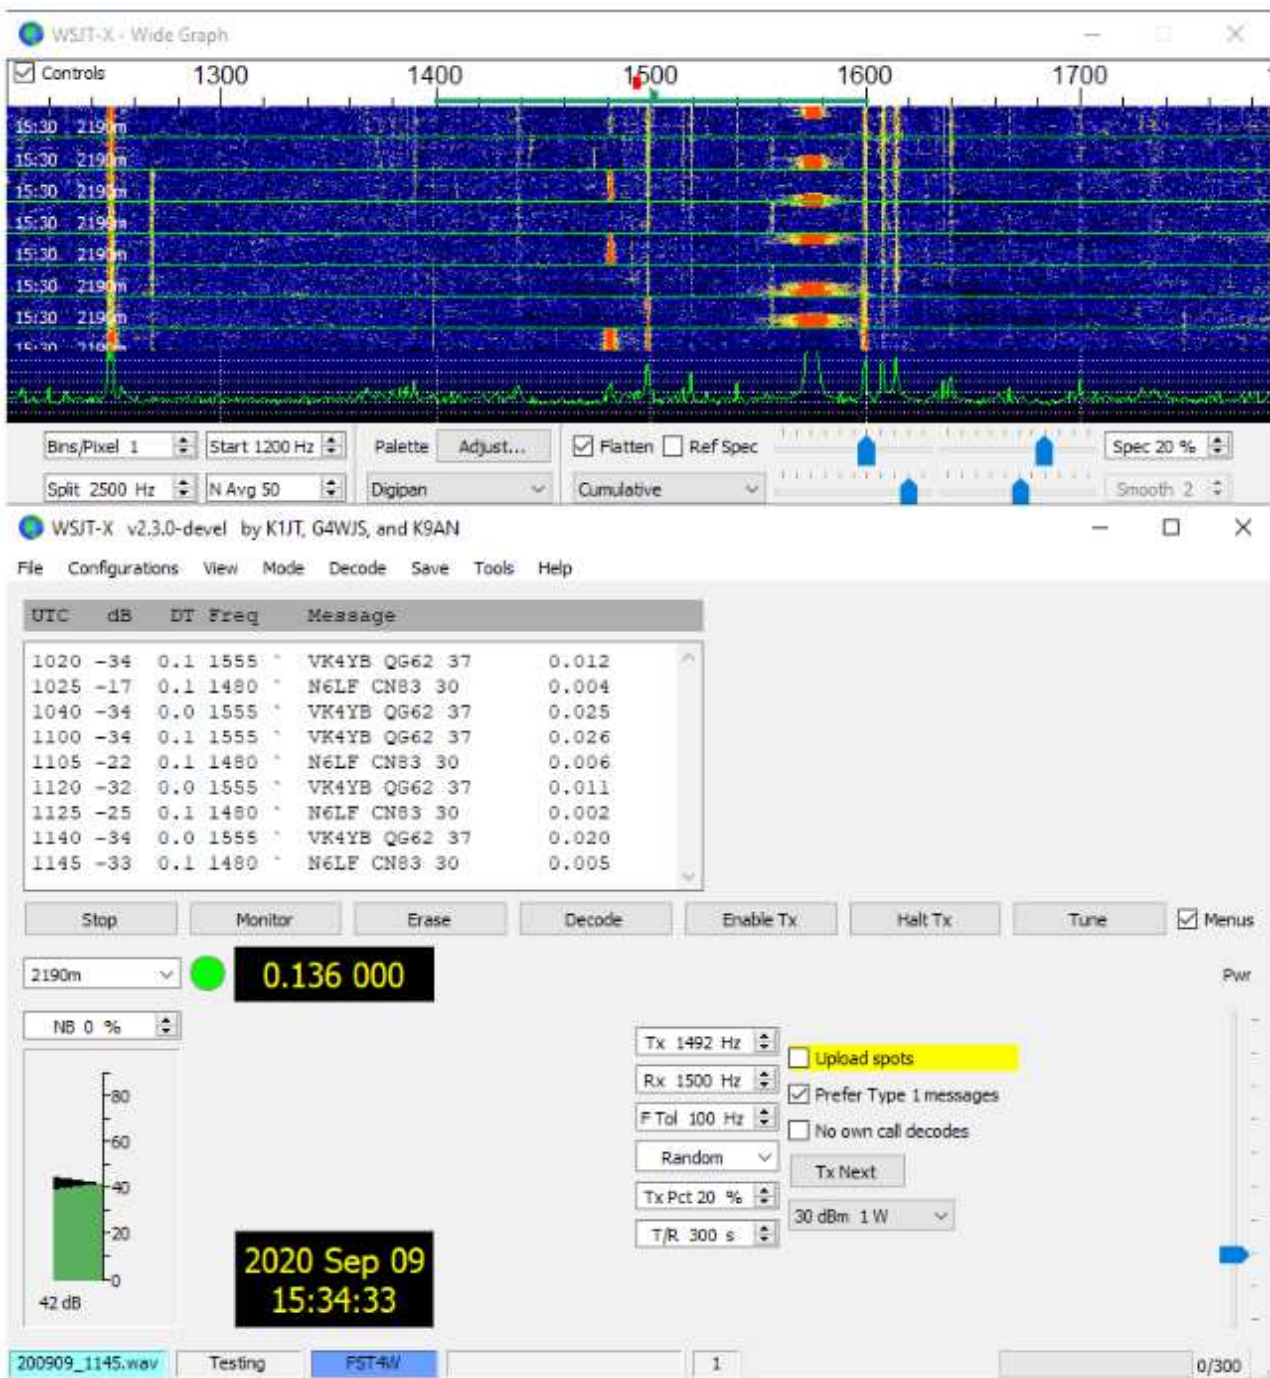 WSJT-X - Wide Graph
Controls 1300 1400 1500 1600 1700
15:30 2190m
15:30 2190m
15:30 2190m
15:30 2190m
15:30 2190m
15:30 2190m
15:30 2190m
15:30 2190m
Bins/Pixel 1 Start 1200 Hz Palette Adjust... Flatten Ref Spec Spec 20 %
Split 2500 Hz N Avg 50 Digipan Cumulative Smooth 2
WSJT-X v2.3.0-devel by K1JT, G4WJS, and K9AN
File Configurations View Mode Decode Save Tools Help
UTC dB DT Freq Message
1020 -34 0.1 1555 ` VK4YB QG62 37 0.012
1025 -17 0.1 1480 ` N6LF CN83 30 0.004
1040 -34 0.0 1555 ` VK4YB QG62 37 0.025
1100 -34 0.1 1555 ` VK4YB QG62 37 0.026
1105 -22 0.1 1480 ` N6LF CN83 30 0.006
1120 -32 0.0 1555 ` VK4YB QG62 37 0.011
1125 -25 0.1 1480 ` N6LF CN83 30 0.002
1140 -34 0.0 1555 ` VK4YB QG62 37 0.020
1145 -33 0.1 1480 ` N6LF CN83 30 0.005
Stop Monitor Erase Decode Enable Tx Halt Tx Tune Menus
2190m 0.136 000 Pwr
NB 0 %
Tx 1492 Hz Upload spots
Rx 1500 Hz Prefer Type 1 messages
F Tol 100 Hz No own call decodes
Random Tx Next
Tx Pct 20 % 30 dBm 1 W
T/R 300 s
80
60
40
20
0
42 dB
2020 Sep 09
15:34:33
200909_1145.wav Testing FST4W 1 0/300